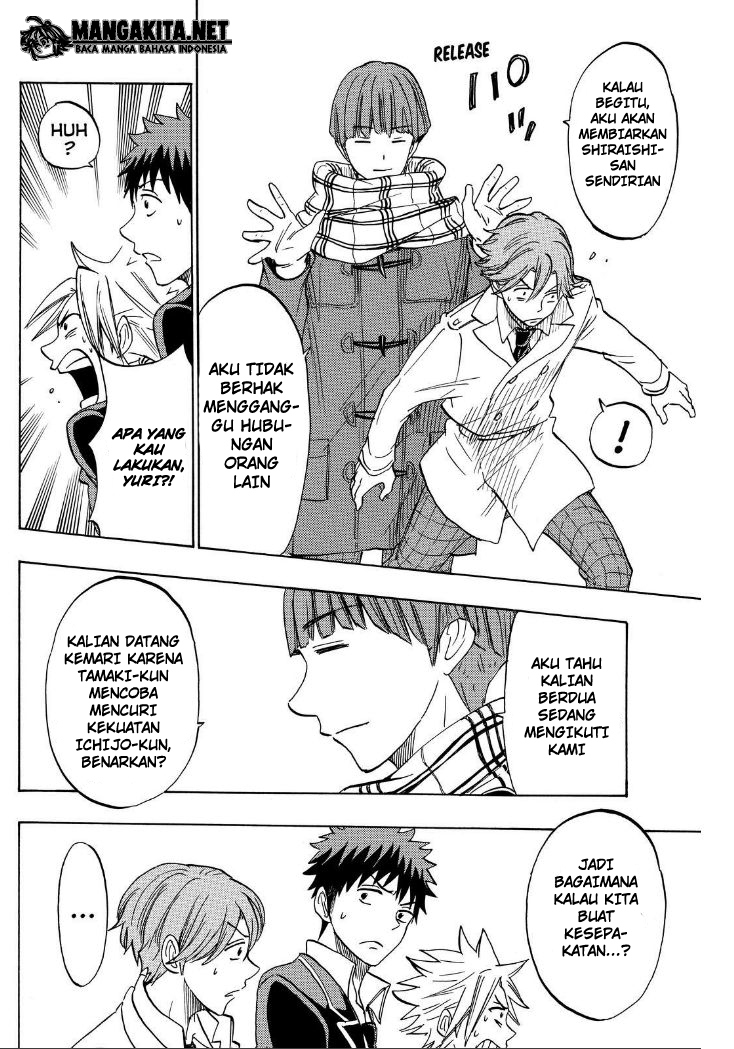 MANGAKITA.NET
BACA MANGA BAHASA INDONESIA
RELEASE
KALAU
BEGITU,
AKU AKAN
MEMBIARKAN
SHIRAISHI-
SAN
SENDIRIAN
!
AKU TIDAK
BERHAK
MENGGANG-
GU HUBU-
NGAN
ORANG
LAIN
HUH
?
APA YANG
KAU
LAKUKAN,
YURI?!
AKU TAHU
KALIAN
BERDUA
SEDANG
MENGIKUTI
KAMI
KALIAN DATANG
KEMARI KARENA
TAMAKI-KUN
MENCOBA
MENCURI
KEKUATAN
ICHIJO-KUN,
BENARKAN?
JADI
BAGAIMANA
KALAU KITA
BUAT
KESEPA-
KATAN...?
...